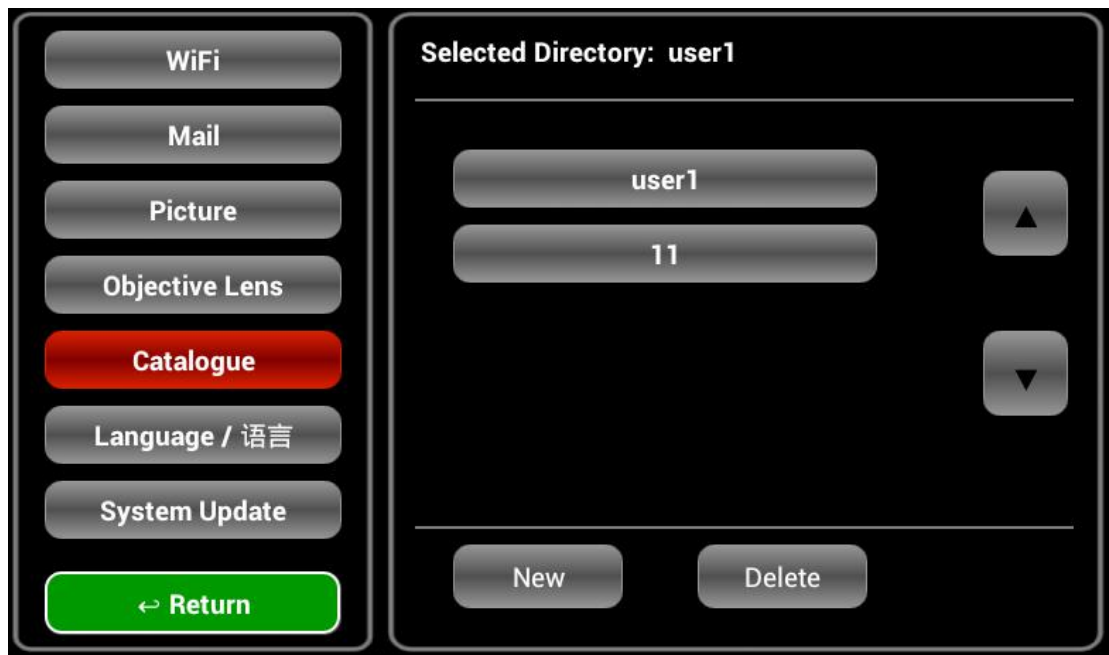 WiFi
Mail
Picture
Objective Lens
Catalogue
Language / 语言
System Update
↩ Return
Selected Directory: user1
user1
11
▲
▼
New
Delete